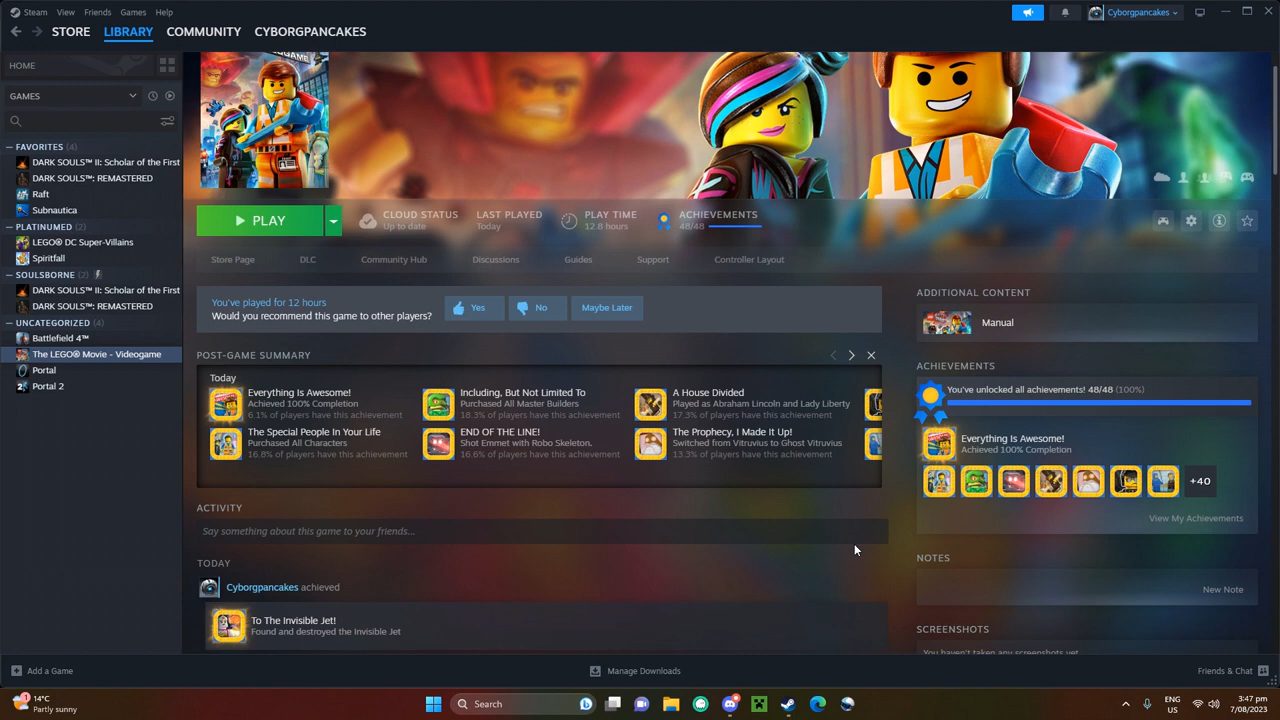 Steam View Friends Games Help
Cyborgpancakes
STORE LIBRARY COMMUNITY CYBORGPANCAKES
HOME
GAMES
FAVORITES (4)
DARK SOULS™ II: Scholar of the First
DARK SOULS™: REMASTERED
Raft
Subnautica
PLATINUMED (2)
LEGO® DC Super-Villains
Spiritfall
SOULSBORNE (2)
DARK SOULS™ II: Scholar of the First
DARK SOULS™: REMASTERED
UNCATEGORIZED (4)
Battlefield 4™
The LEGO® Movie - Videogame
Portal
Portal 2
PLAY
CLOUD STATUS
Up to date
LAST PLAYED
Today
PLAY TIME
12.8 hours
ACHIEVEMENTS
48/48
Store Page DLC Community Hub Discussions Guides Support Controller Layout
You've played for 12 hours
Would you recommend this game to other players?
Yes No Maybe Later
POST-GAME SUMMARY
Today
Everything Is Awesome!
Achieved 100% Completion
6.1% of players have this achievement
Including, But Not Limited To
Purchased All Master Builders
18.3% of players have this achievement
A House Divided
Played as Abraham Lincoln and Lady Liberty
17.3% of players have this achievement
The Special People In Your Life
Purchased All Characters
16.8% of players have this achievement
END OF THE LINE!
Shot Emmet with Robo Skeleton.
16.6% of players have this achievement
The Prophecy, I Made It Up!
Switched from Vitruvius to Ghost Vitruvius
13.3% of players have this achievement
ACTIVITY
Say something about this game to your friends...
TODAY
Cyborgpancakes achieved
To The Invisible Jet!
Found and destroyed the Invisible Jet
ADDITIONAL CONTENT
Manual
ACHIEVEMENTS
You've unlocked all achievements! 48/48 (100%)
Everything Is Awesome!
Achieved 100% Completion
+40
View My Achievements
NOTES
New Note
SCREENSHOTS
You haven't taken any screenshots yet
Add a Game
Manage Downloads
Friends & Chat
1
14°C
Partly sunny
Search
ENG
US
3:47 pm
7/08/2023